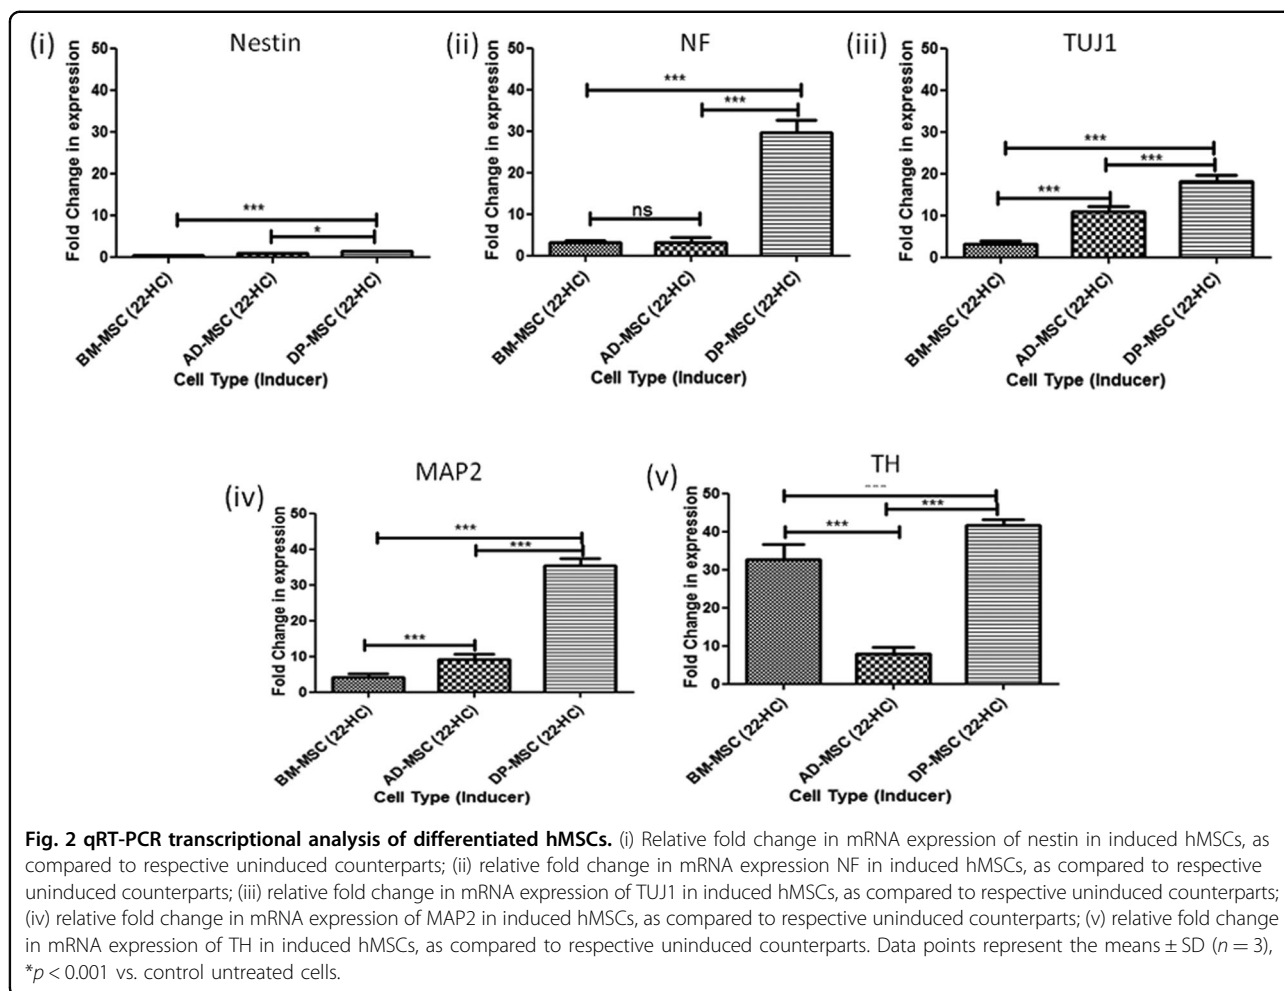 (i)
Nestin
Fold Change in expression
50
40
30
20
10
0
***
*
BM-MSC (22-HC)
AD-MSC (22-HC)
DP-MSC (22-HC)
Cell Type (Inducer)
(ii)
NF
Fold Change in expression
50
40
30
20
10
0
***
***
ns
BM-MSC (22-HC)
AD-MSC (22-HC)
DP-MSC (22-HC)
Cell Type (Inducer)
(iii)
TUJ1
Fold Change in expression
50
40
30
20
10
0
***
***
***
BM-MSC (22-HC)
AD-MSC (22-HC)
DP-MSC (22-HC)
Cell Type (Inducer)
(iv)
MAP2
Fold Change in expression
50
40
30
20
10
0
***
***
***
BM-MSC (22-HC)
AD-MSC (22-HC)
DP-MSC (22-HC)
Cell Type (Inducer)
(v)
TH
Fold Change in expression
50
40
30
20
10
0
***
***
BM-MSC (22-HC)
AD-MSC (22-HC)
DP-MSC (22-HC)
Cell Type (Inducer)
Fig. 2 qRT-PCR transcriptional analysis of differentiated hMSCs. (i) Relative fold change in mRNA expression of nestin in induced hMSCs, as
compared to respective uninduced counterparts; (ii) relative fold change in mRNA expression NF in induced hMSCs, as compared to respective
uninduced counterparts; (iii) relative fold change in mRNA expression of TUJ1 in induced hMSCs, as compared to respective uninduced counterparts;
(iv) relative fold change in mRNA expression of MAP2 in induced hMSCs, as compared to respective uninduced counterparts; (v) relative fold change
in mRNA expression of TH in induced hMSCs, as compared to respective uninduced counterparts. Data points represent the means ± SD (n = 3),
*p < 0.001 vs. control untreated cells.